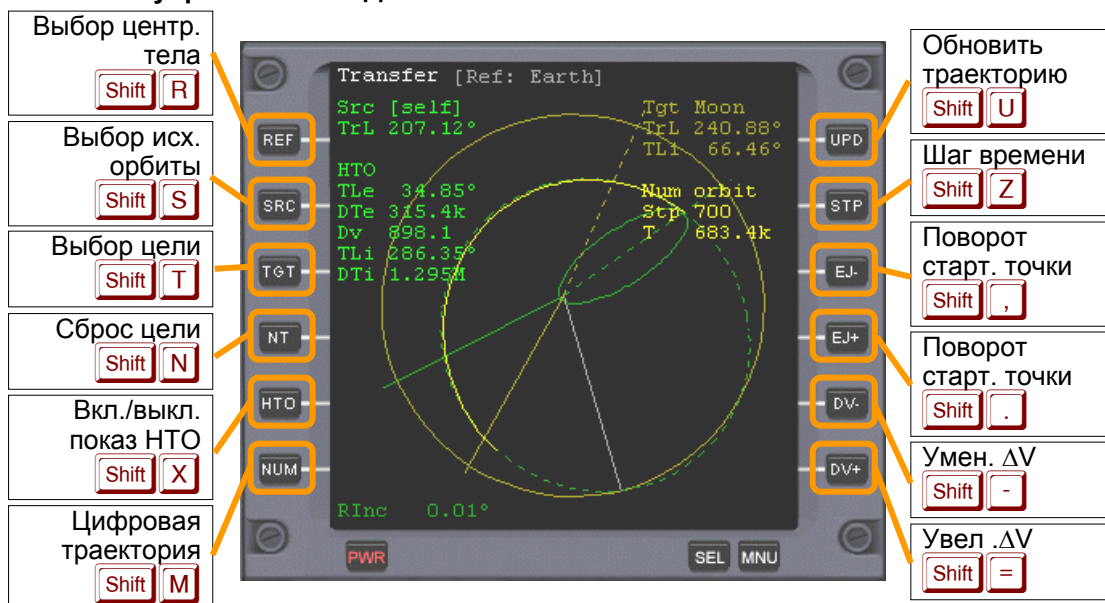 Выбор центр.
тела
Shift R
Выбор исх.
орбиты
Shift S
Выбор цели
Shift T
Сброс цели
Shift N
Вкл./выкл.
показ НТО
Shift X
Цифровая
траектория
Shift M
REF
SRC
TGT
NT
HTO
NUM
Transfer [Ref: Earth]
Src [self]
TrL 207.12°
HTO
TLe 34.85°
DTe 315.4k
Dv 898.1
TLi 286.35°
DTi 1.295M
Tgt Moon
TrL 240.88°
TLi 66.46°
Num orbit
Stp 700
T 683.4k
RInc 0.01°
PWR
SEL MNU
UPD
STP
EJ-
EJ+
DV-
DV+
Обновить
траекторию
Shift U
Шаг времени
Shift Z
Поворот
старт. точки
Shift ,
Поворот
старт. точки
Shift .
Умен. ΔV
Shift -
Увел .ΔV
Shift =